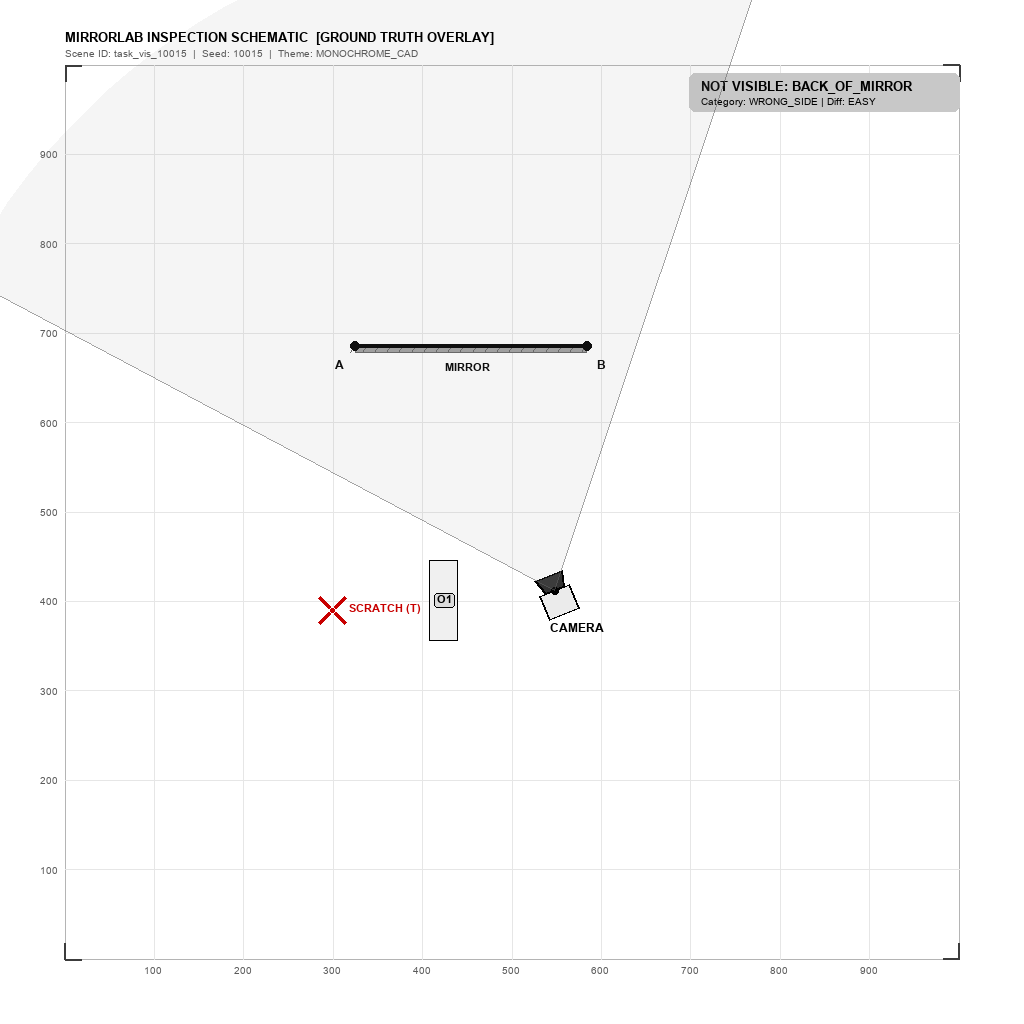 MIRRORLAB INSPECTION SCHEMATIC [GROUND TRUTH OVERLAY]
Scene ID: task_vis_10015 | Seed: 10015 | Theme: MONOCHROME_CAD
NOT VISIBLE: BACK_OF_MIRROR
Category: WRONG_SIDE | Diff: EASY
900
800
700
A
MIRROR
B
600
500
400
O1
SCRATCH (T)
CAMERA
300
200
100
100 200 300 400 500 600 700 800 900